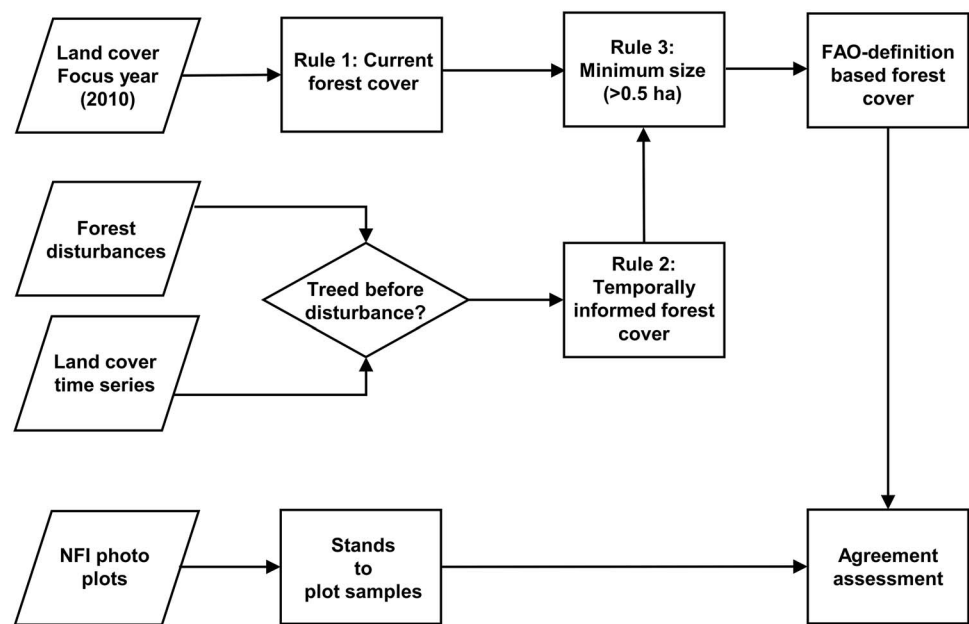 Land cover
Focus year
(2010)
Rule 1: Current
forest cover
Rule 3:
Minimum size
(>0.5 ha)
FAO-definition
based forest
cover
Forest
disturbances
Treed before
disturbance?
Rule 2:
Temporally
informed forest
cover
Land cover
time series
NFI photo
plots
Stands
to
plot samples
Agreement
assessment